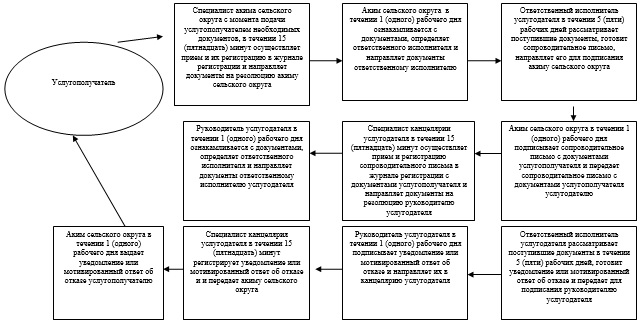 Услугополучатель
Специалист акима сельского
округа с момента подачи
услугополучателем необходимых
документов, в течении 15
(пятнадцать) минут осуществляет
прием и их регистрацию в журнале
регистрации и направляет
документы на резолюцию акиму
сельского округа
Аким сельского округа в
течении 1 (одного) рабочего дня
ознакамливается с
документами, определяет
ответственого исполнителя и
направляет документы
ответственному исполнителю
Ответственый исполнитель
услугодателя в течении 5 (пяти)
рабочих дней рассматривает
поступившие документы, готовит
сопроводительное письмо,
направляет его для подписания
акиму сельского округа
Аким сельского округа в течении 1
(одного) рабочего дня
подписывает сопроводительное
письмо с документами
услугополучателя и передает
сопроводительное письмо с
документами услугополучателя
услугодателю
Специалист канцелярии
услугодателя в течении 15
(пятнадцать) минут осуществляет
прием и регистрацию
сопроводительного письма в
журнале регистрации с
документами услугополучателя и
направляет документы на
резолюцию руководителю
услугодателя
Руководитель услугодателя в
течении 1 (одного) рабочего дня
ознакамливается с документами,
определяет ответственного
исполнителя и направляет
документы ответственному
исполнителю услугодателя
Ответственный исполнитель
услугодателя рассматривает
поступившие документы в течении
5 (пяти) рабочих дней, готовит
уведомление или мотивированный
ответ об отказе и передает для
подписания руководителю
услугодателя
Руководитель услугодателя в
течении 1 (одного) рабочего дня
подписывает уведомление или
мотивированный ответ об
отказе и направляет их в
канцелярию услугодателя
Специалист канцелярия
услугодателя в течении 15
(пятнадцать) минут
регистрирует уведомление или
мотивированный ответ об отказе
и и передает акиму сельского
округа
Аким сельского округа в
течении 1 (одного)
рабочего дня выдает
уведомление или
мотивированный ответ об
отказе услугополучателю